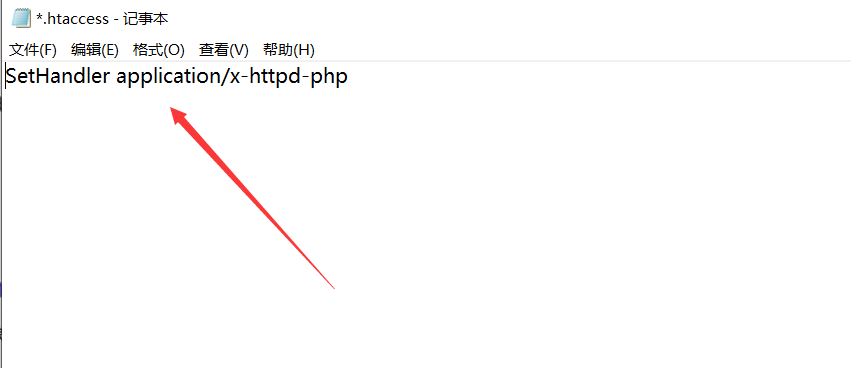 *.htaccess - 记事本
文件(F) 编辑(E) 格式(O) 查看(V) 帮助(H)
SetHandler application/x-httpd-php